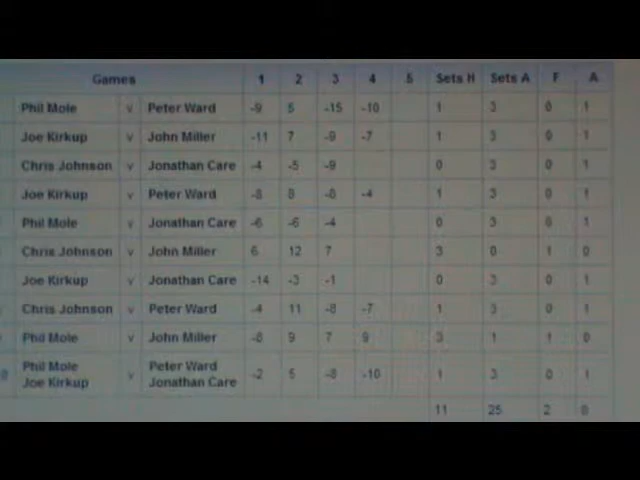 Games 1 2 3 4 5 Sets H Sets A F A
Phil Mole v Peter Ward -9 5 -15 -10 1 3 0 1
Joe Kirkup v John Miller -11 7 -9 -7 1 3 0 1
Chris Johnson v Jonathan Care -4 -5 -9 0 3 0 1
Joe Kirkup v Peter Ward -8 8 -8 -4 1 3 0 1
Phil Mole v Jonathan Care -6 -6 -4 0 3 0 1
Chris Johnson v John Miller 6 12 7 3 0 1 0
Joe Kirkup v Jonathan Care -14 -3 -1 0 3 0 1
Chris Johnson v Peter Ward -4 11 -8 -7 1 3 0 1
Phil Mole v John Miller -8 9 7 9 3 1 1 0
Phil Mole Peter Ward
v -2 5 -8 -10 1 3 0 1
Joe Kirkup Jonathan Care
11 25 2 8